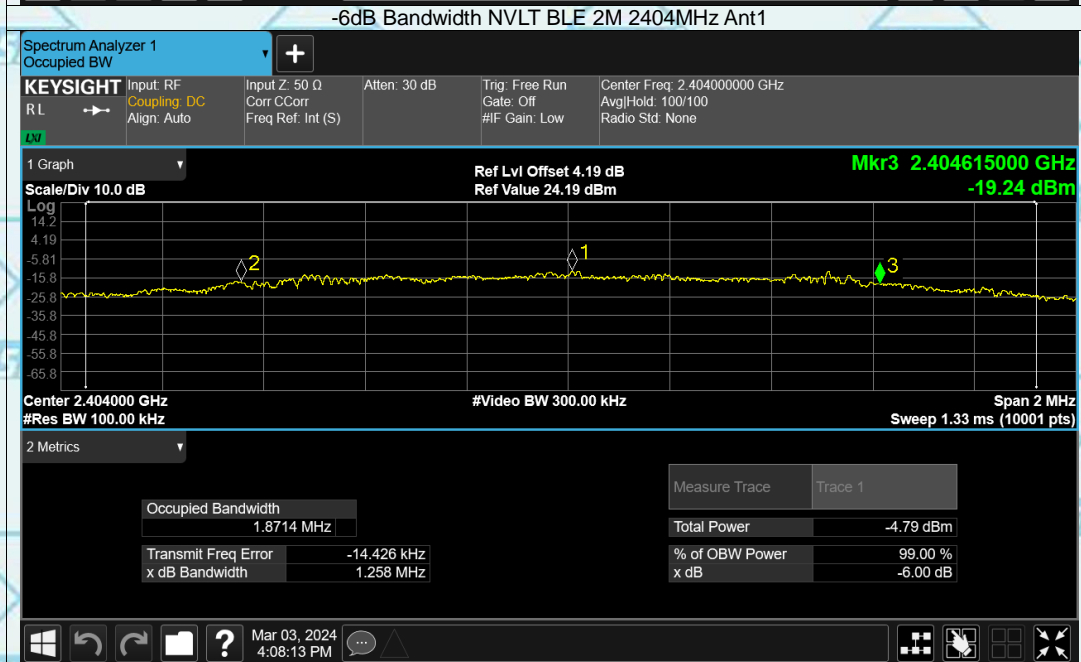 -6dB Bandwidth NVLT BLE 2M 2404MHz Ant1
Spectrum Analyzer 1
Occupied BW
+
KEYSIGHT Input: RF Input Z: 50 Ω Atten: 30 dB Trig: Free Run Center Freq: 2.404000000 GHz
RL Coupling: DC Corr CCorr Gate: Off Avg|Hold: 100/100
Align: Auto Freq Ref: Int (S) #IF Gain: Low Radio Std: None
LXI
1 Graph Ref Lvl Offset 4.19 dB Mkr3 2.404615000 GHz
Scale/Div 10.0 dB Ref Value 24.19 dBm -19.24 dBm
Log
14.2
4.19
-5.81
-15.8
-25.8
-35.8
-45.8
-55.8
-65.8
2 1 3
Center 2.404000 GHz #Video BW 300.00 kHz Span 2 MHz
#Res BW 100.00 kHz Sweep 1.33 ms (10001 pts)
2 Metrics
Measure Trace Trace 1
Occupied Bandwidth
1.8714 MHz Total Power -4.79 dBm
Transmit Freq Error -14.426 kHz % of OBW Power 99.00 %
x dB Bandwidth 1.258 MHz x dB -6.00 dB
? Mar 03, 2024
4:08:13 PM